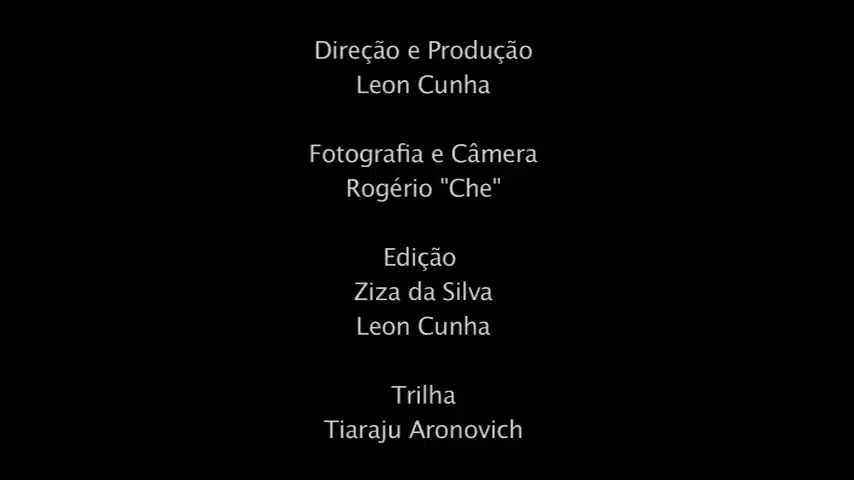 Direção e Produção
Leon Cunha
Fotografia e Câmera
Rogério "Che"
Edição
Ziza da Silva
Leon Cunha
Trilha
Tiaraju Aronovich